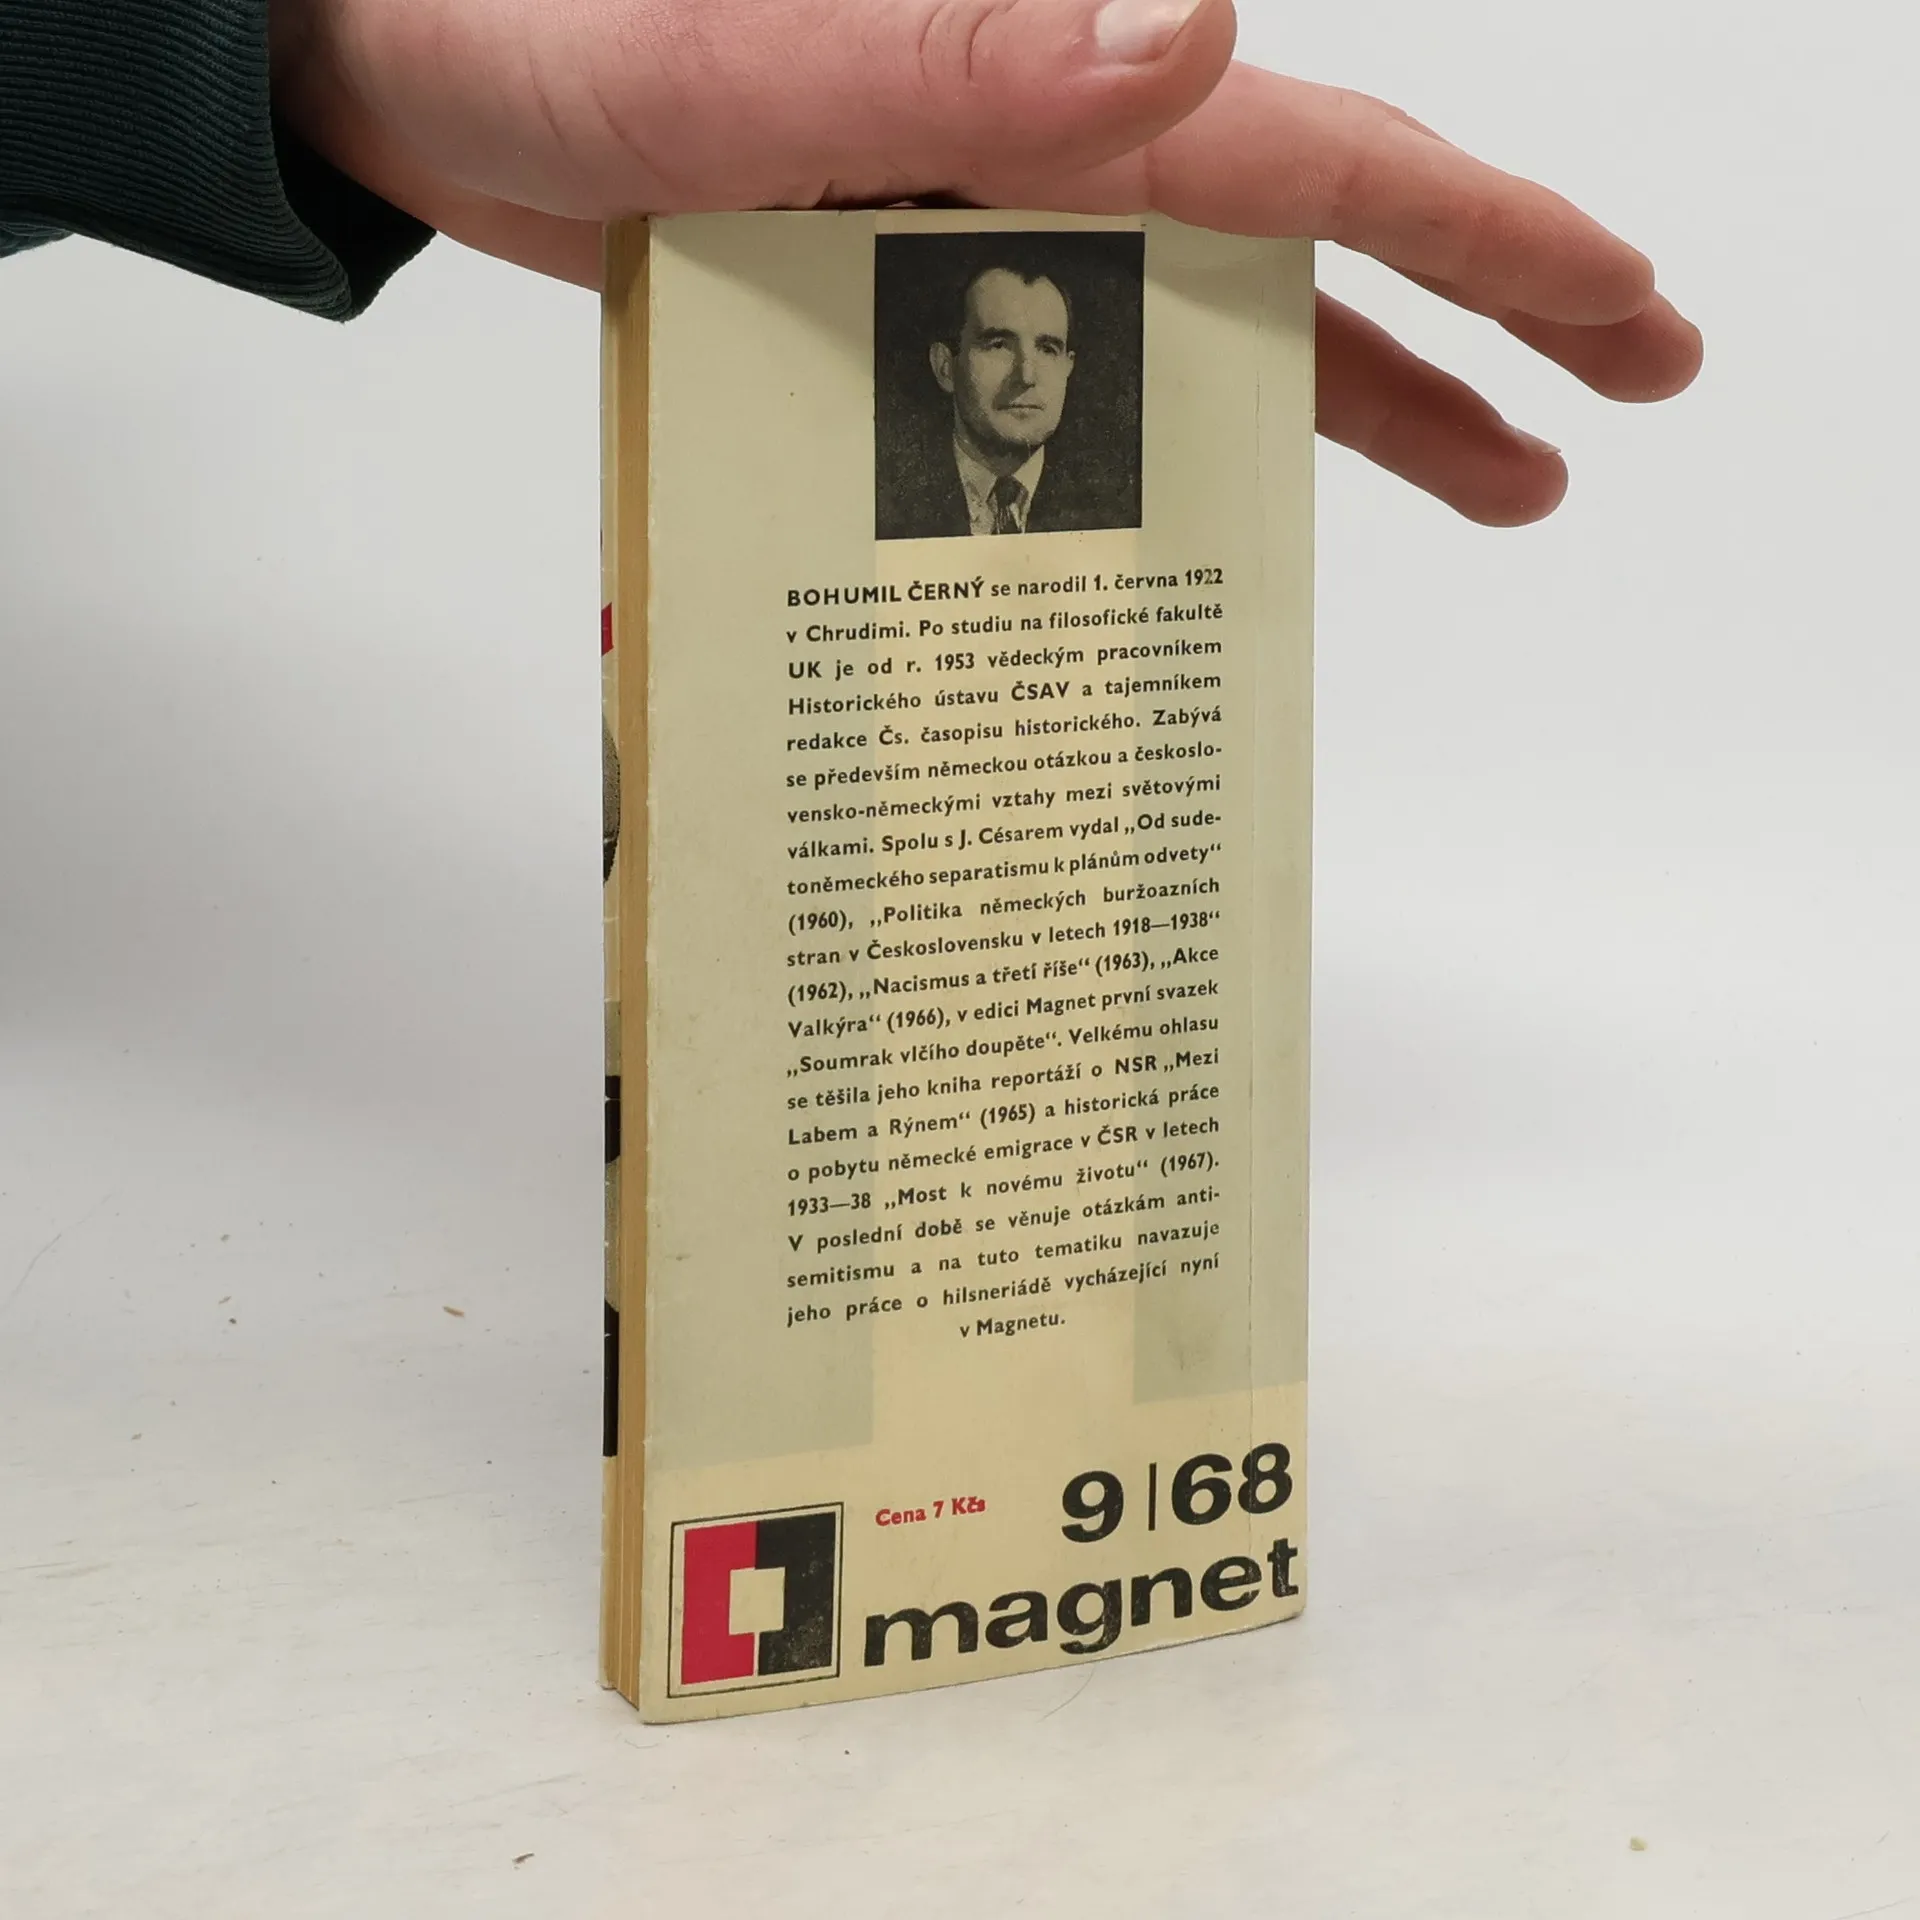 BOHUMIL ČERNÝ se narodil 1. června 1922
v Chrudimi. Po studiu na filosofické fakultě
UK je od r. 1953 vědeckým pracovníkem
Historického ústavu ČSAV a tajemníkem
redakce Čs. časopisu historického. Zabývá
se především německou otázkou a českoslo-
vensko-německými vztahy mezi světovými
válkami. Spolu s J. Césarem vydal „Od sude-
toněmeckého separatismu k plánům odvety“
(1960), „Politika německých buržoazních
stran v Československu v letech 1918—1938“
(1962), „Nacismus a třetí říše“ (1963), „Akce
Valkýra“ (1966), v edici Magnet první svazek
„Soumrak vlčího doupěte“. Velkému ohlasu
se těšila jeho kniha reportáží o NSR „Mezi
Labem a Rýnem“ (1965) a historická práce
o pobytu německé emigrace v ČSR v letech
1933—38 „Most k novému životu“ (1967).
V poslední době se věnuje otázkám anti-
semitismu a na tuto tematiku navazuje
jeho práce o hilsneriádě vycházející nyní
v Magnetu.
Cena 7 Kčs
9|68
magnet